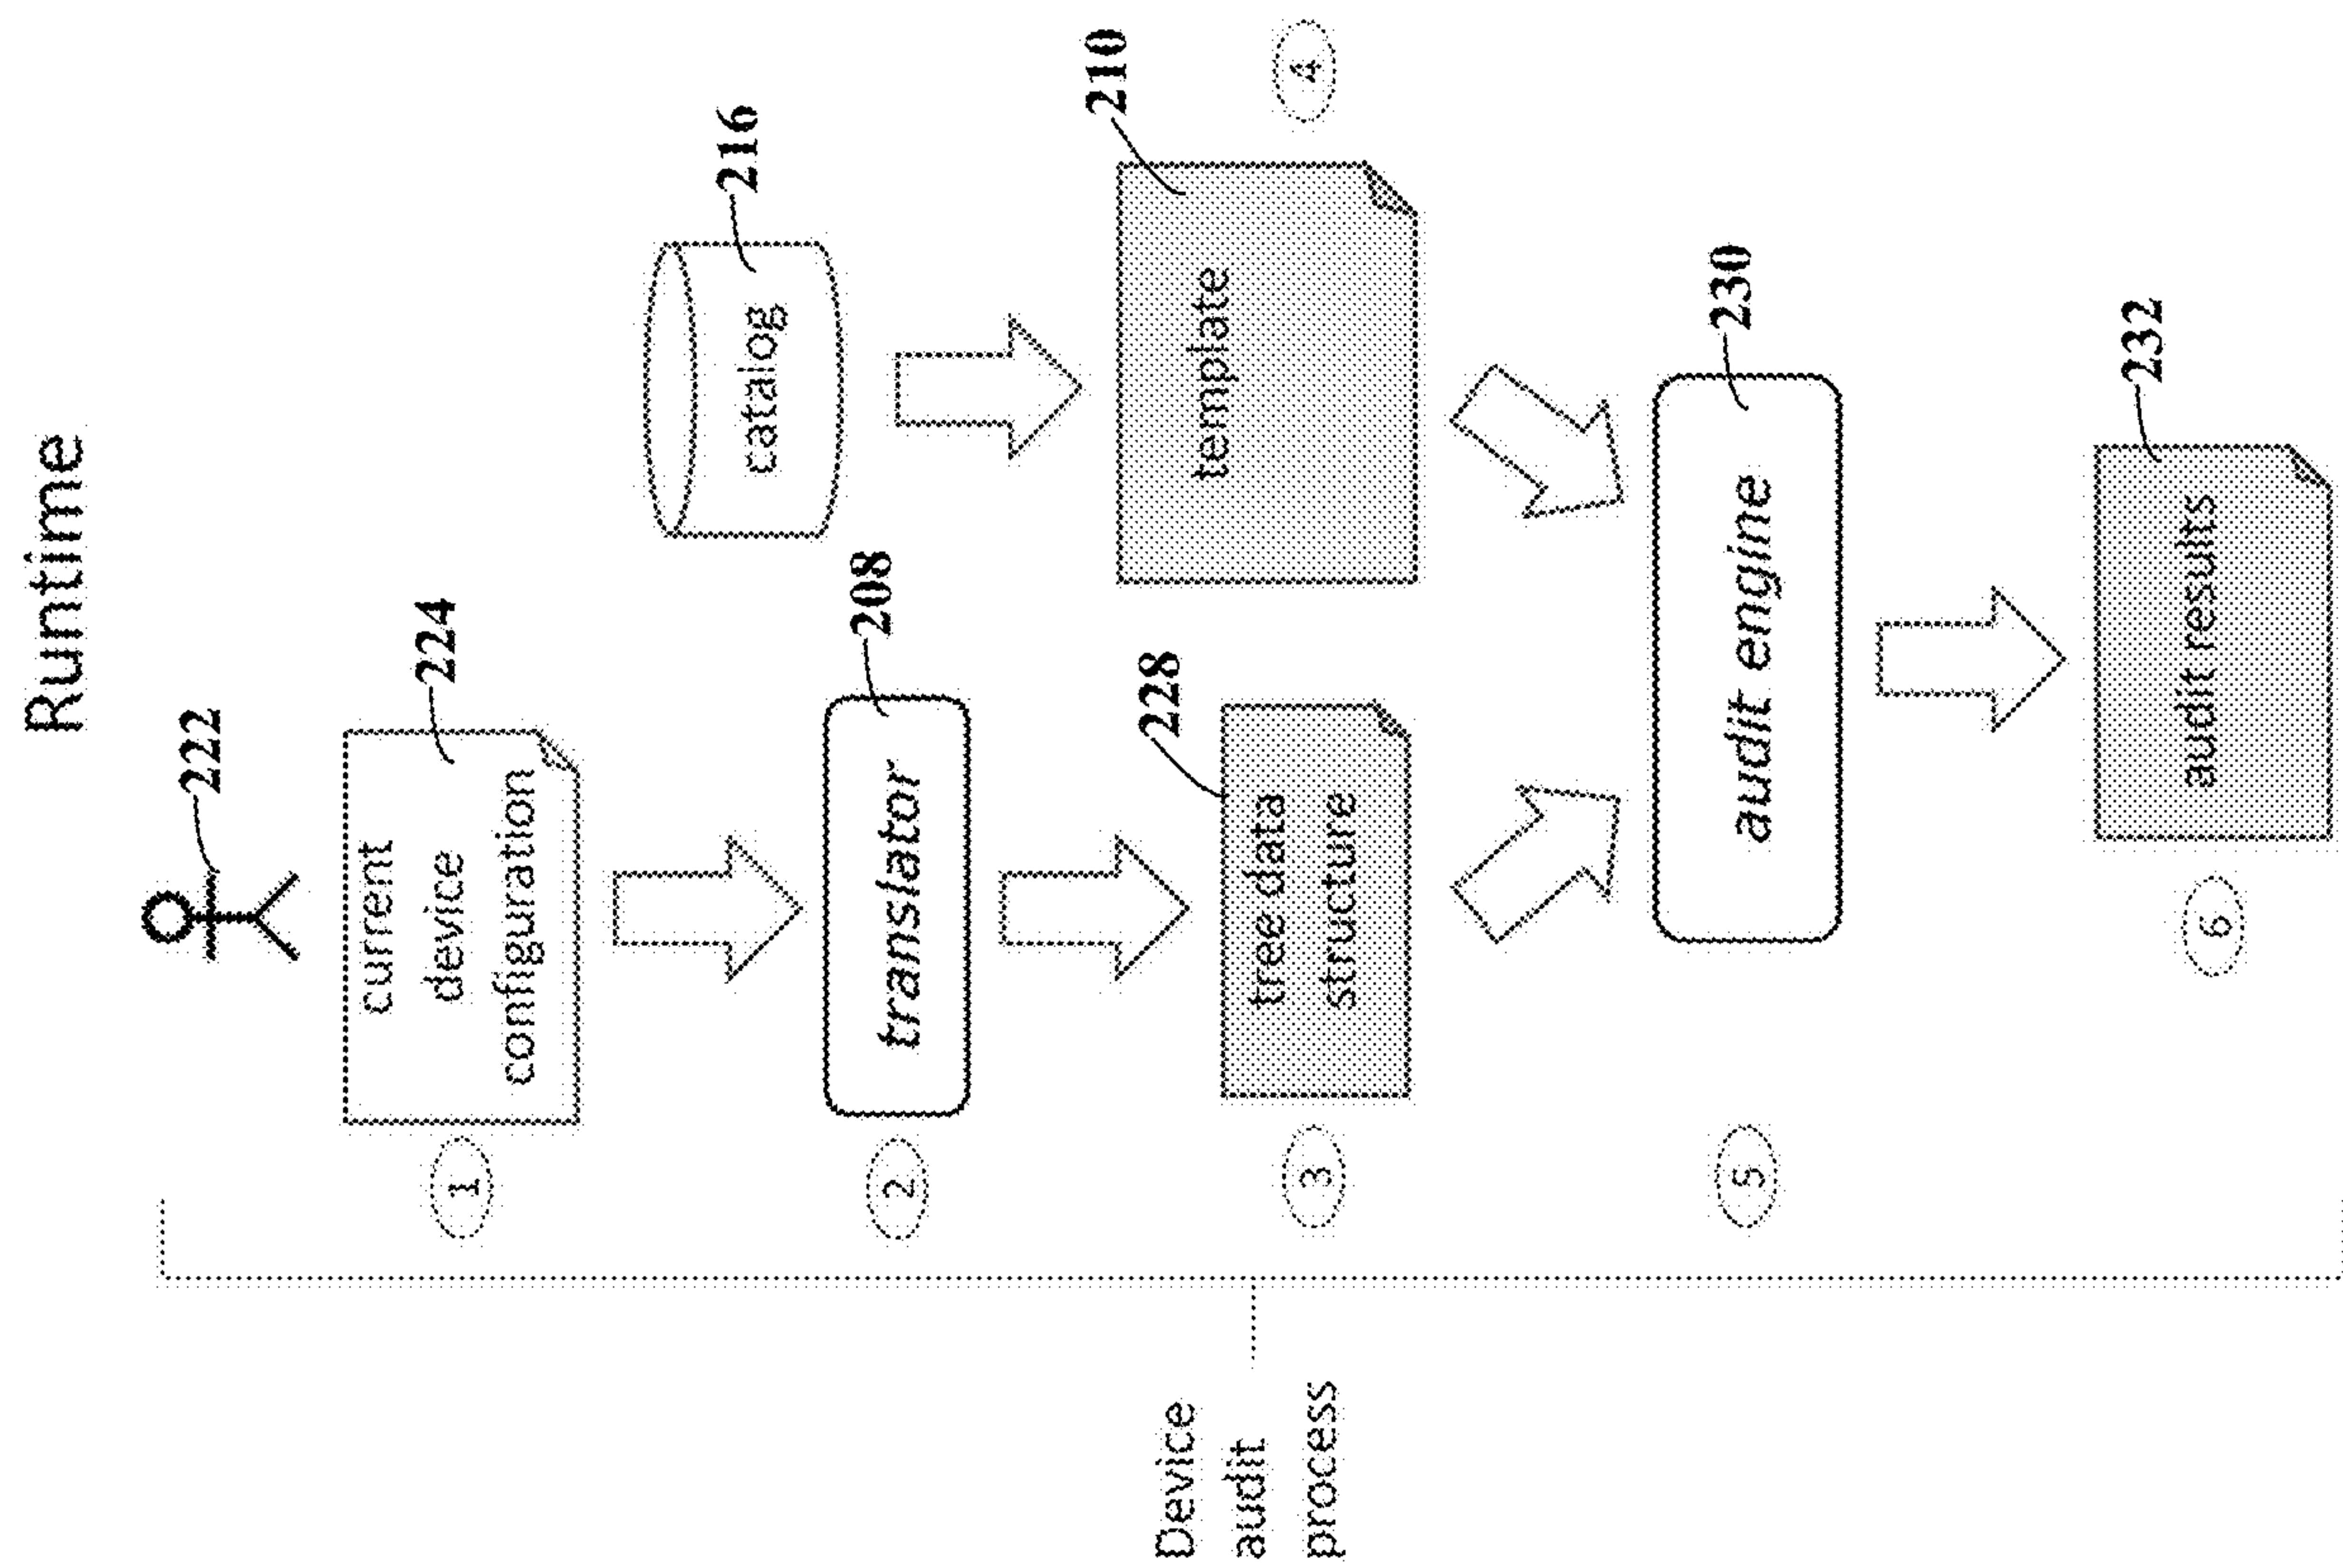 Runtime
222
current
device
configuration
224
1
catalog
216
translator
208
2
tree data
structure
228
3
template
210
4
audit engine
230
5
audit results
232
6
Device
audit
process